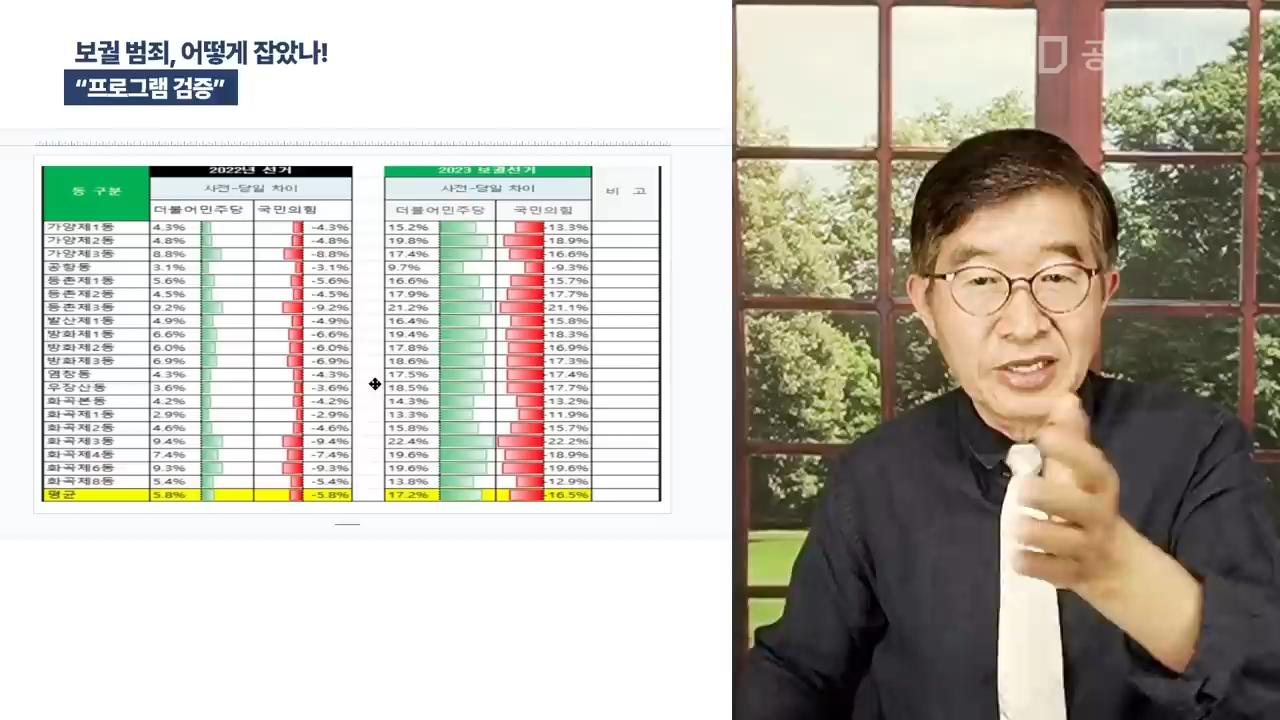 보궐 범죄, 어떻게 잡았나!
“프로그램 검증”
동 구분 2022년 선거 2023 보궐선거 비 고
사전-당일 차이 사전-당일 차이
더불어민주당 국민의힘 더불어민주당 국민의힘
가양제1동 4.3% -4.3% 15.2% -13.3%
가양제2동 4.8% -4.8% 19.8% -18.9%
가양제3동 8.8% -8.8% 17.4% -16.6%
공항동 3.1% -3.1% 9.7% -9.3%
등촌제1동 5.6% -5.6% 16.6% -15.7%
등촌제2동 4.5% -4.5% 17.9% -17.7%
등촌제3동 9.2% -9.2% 21.2% -21.1%
발산제1동 4.9% -4.9% 16.4% -15.8%
방화제1동 6.6% -6.6% 19.4% -18.3%
방화제2동 6.0% -6.0% 17.8% -16.9%
방화제3동 6.9% -6.9% 18.6% -17.3%
염창동 4.3% -4.3% 17.5% -17.4%
우장산동 3.6% -3.6% 18.5% -17.7%
화곡본동 4.2% -4.2% 14.3% -13.2%
화곡제1동 2.9% -2.9% 13.3% -11.9%
화곡제2동 4.6% -4.6% 15.8% -15.7%
화곡제3동 9.4% -9.4% 22.4% -22.2%
화곡제4동 7.4% -7.4% 19.6% -18.9%
화곡제6동 9.3% -9.3% 19.6% -19.6%
화곡제8동 5.4% -5.4% 13.8% -12.9%
평균 5.8% -5.8% 17.2% -16.5%